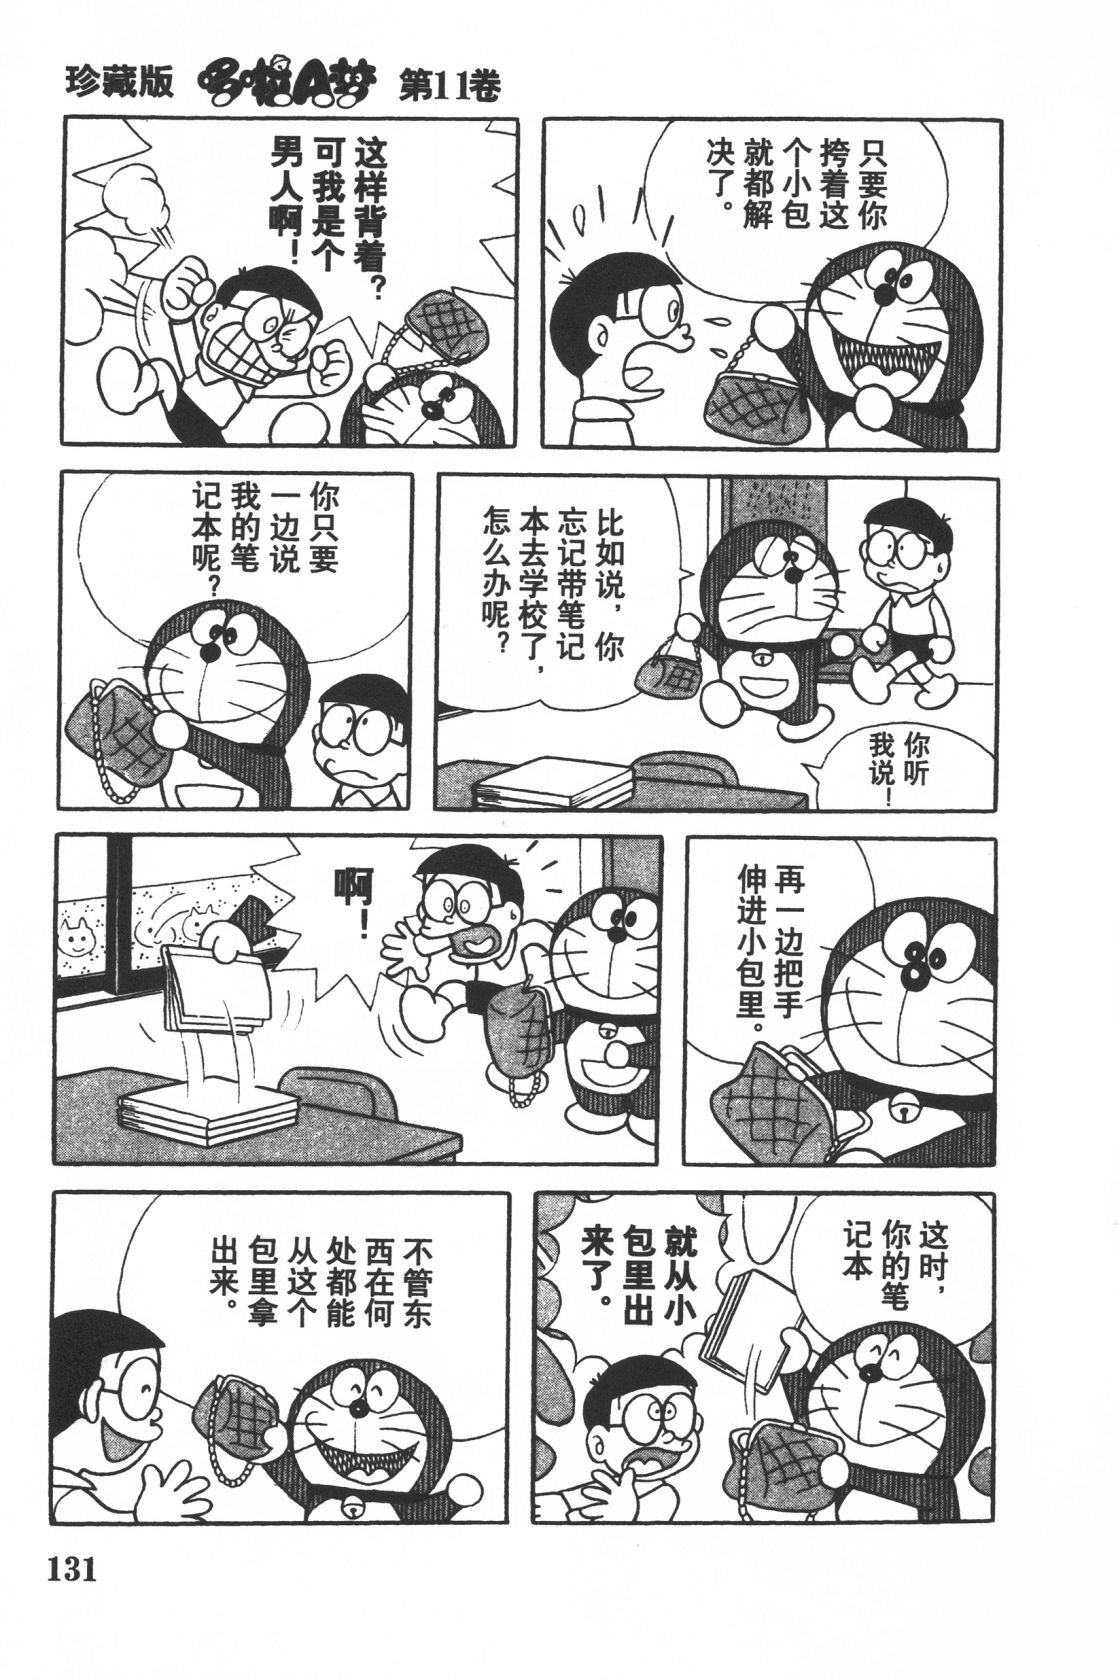 珍藏版 哆啦A梦 第11卷
只要你
挎着这
个小包
就都解
决了。
这样背着?
可我是个
男人啊!
你听
我说!
比如说,你
忘记带笔记
本去学校了,
怎么办呢?
你只要
一边说
我的笔
记本呢?
再一边把手
伸进小包里。
啊!
这时,
你的笔
记本
就从小
包里出
来了。
不管东
西在何
处都能
从这个
包里拿
出来。
131